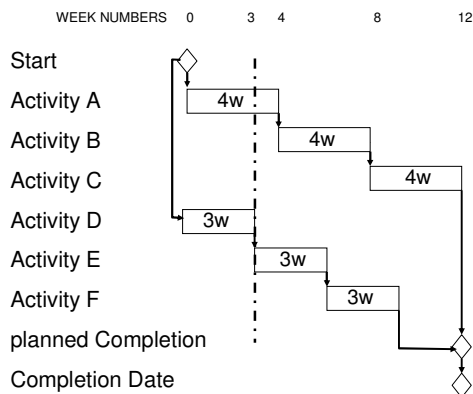 WEEK NUMBERS 0 3 4 8 12
Start
Activity A 4w
Activity B 4w
Activity C 4w
Activity D 3w
Activity E 3w
Activity F 3w
planned Completion
Completion Date